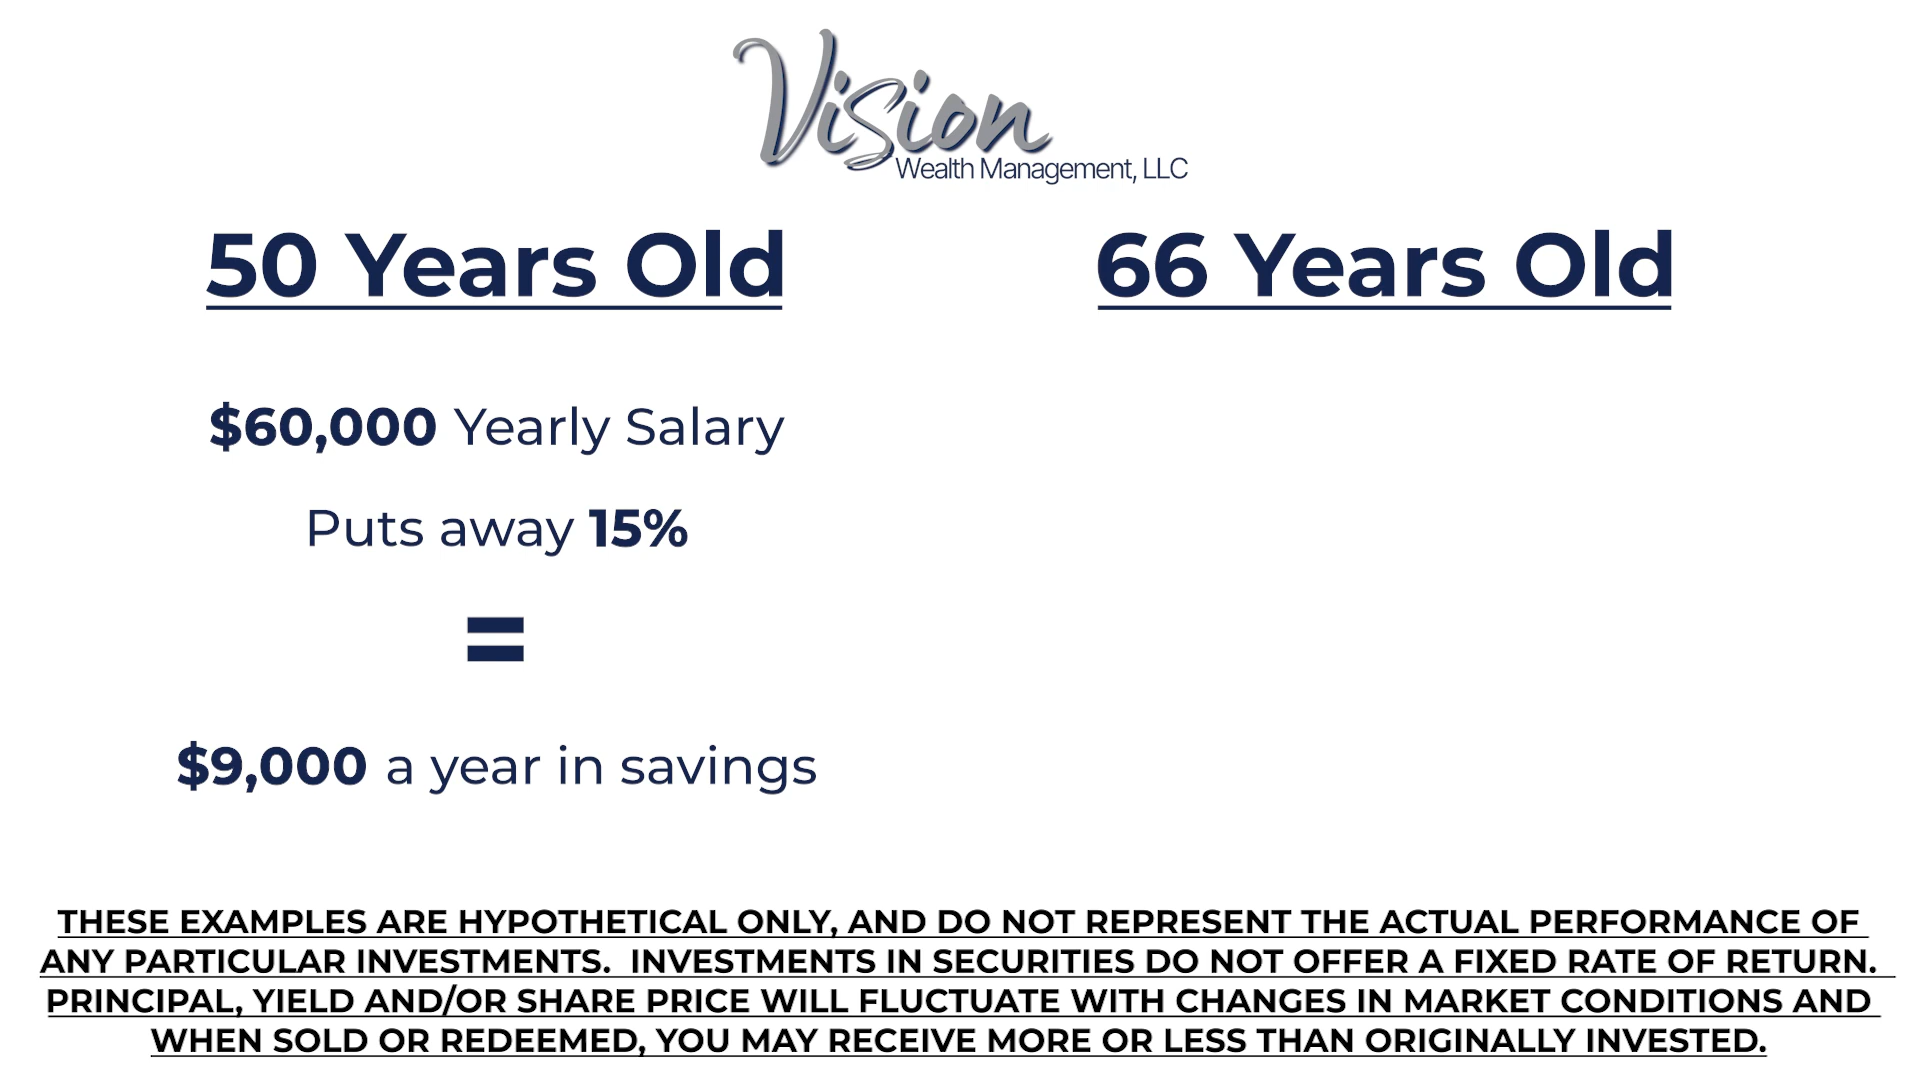 Vision
Wealth Management, LLC
50 Years Old
66 Years Old
$60,000 Yearly Salary
Puts away 15%
=
$9,000 a year in savings
THESE EXAMPLES ARE HYPOTHETICAL ONLY, AND DO NOT REPRESENT THE ACTUAL PERFORMANCE OF
ANY PARTICULAR INVESTMENTS.  INVESTMENTS IN SECURITIES DO NOT OFFER A FIXED RATE OF RETURN.
PRINCIPAL, YIELD AND/OR SHARE PRICE WILL FLUCTUATE WITH CHANGES IN MARKET CONDITIONS AND
WHEN SOLD OR REDEEMED, YOU MAY RECEIVE MORE OR LESS THAN ORIGINALLY INVESTED.